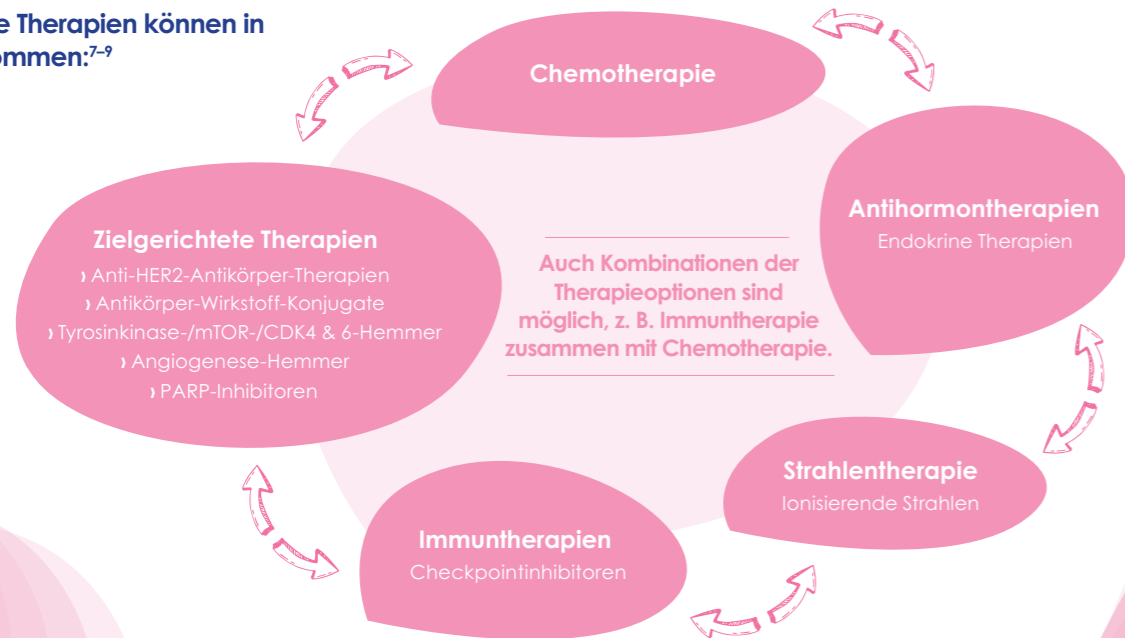 e Therapien können in
ommen:7–9
Chemotherapie
Antihormontherapien
Endokrine Therapien
Zielgerichtete Therapien
› Anti-HER2-Antikörper-Therapien
› Antikörper-Wirkstoff-Konjugate
› Tyrosinkinase-/mTOR-/CDK4 & 6-Hemmer
› Angiogenese-Hemmer
› PARP-Inhibitoren
Auch Kombinationen der
Therapieoptionen sind
möglich, z. B. Immuntherapie
zusammen mit Chemotherapie.
Strahlentherapie
Ionisierende Strahlen
Immuntherapien
Checkpointinhibitoren